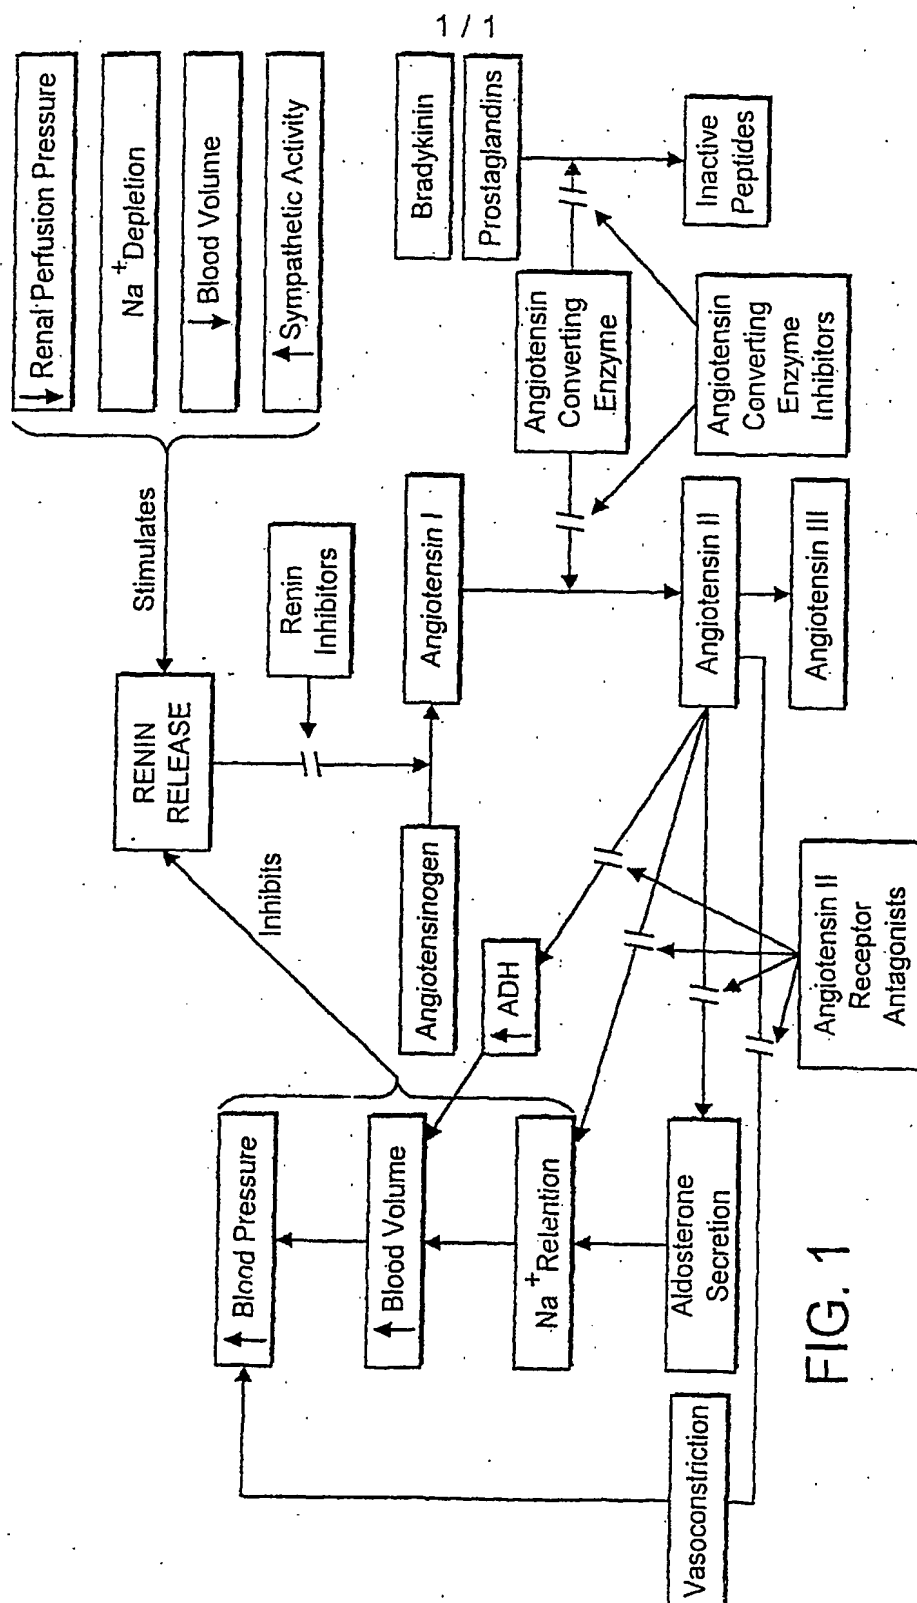 1 / 1
↓ Renal Perfusion Pressure
Na + Depletion
↓ Blood Volume
↑ Sympathetic Activity
Stimulates
RENIN
RELEASE
Inhibits
Renin
Inhibitors
Angiotensinogen
Angiotensin I
Bradykinin
Prostaglandins
Angiotensin
Converting
Enzyme
Inactive
Peptides
Angiotensin
Converting
Enzyme
Inhibitors
Angiotensin II
Angiotensin III
↑ Blood Pressure
↑ Blood Volume
↑ ADH
Na + Retention
Aldosterone
Secretion
Vasoconstriction
Angiotensin II
Receptor
Antagonists
FIG. 1